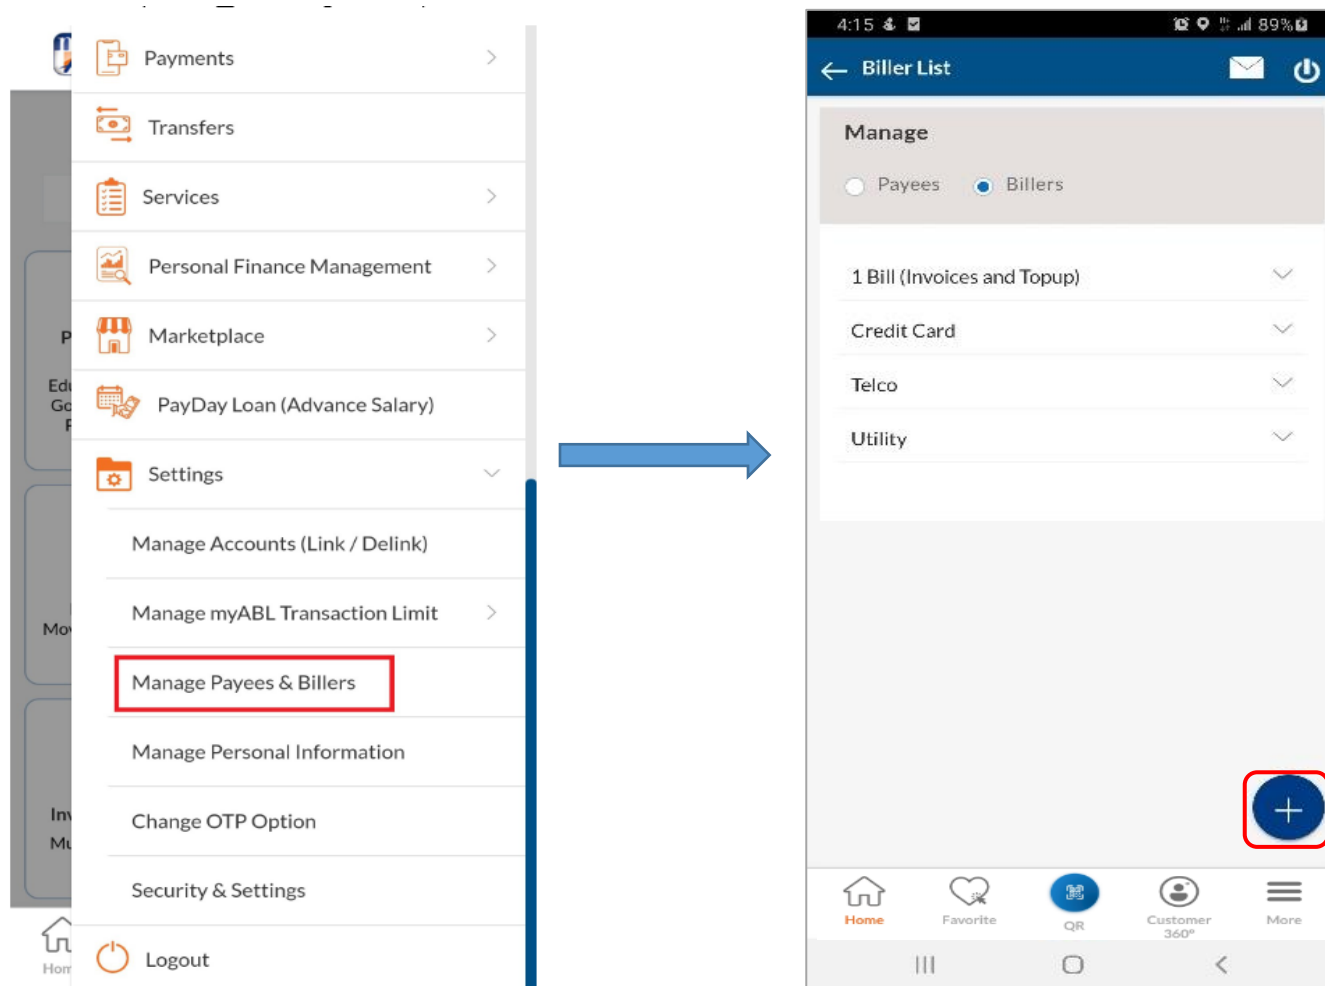 Payments
Transfers
Services
Personal Finance Management
Marketplace
PayDay Loan (Advance Salary)
Settings
Manage Accounts (Link / Delink)
Manage myABL Transaction Limit
Manage Payees & Billers
Manage Personal Information
Change OTP Option
Security & Settings
Logout
4:15
89%
Biller List
Manage
Payees
Billers
1 Bill (Invoices and Topup)
Credit Card
Telco
Utility
Home
Favorite
QR
Customer
360°
More